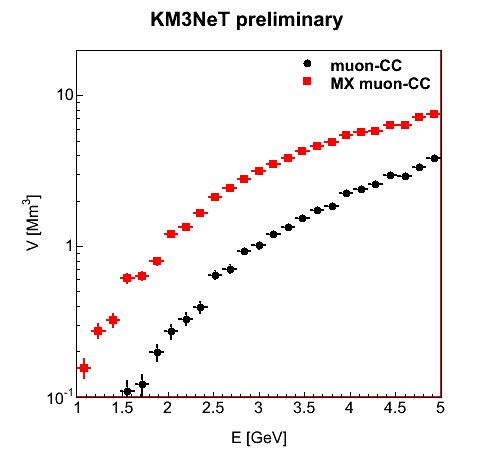 KM3NeT preliminary
muon-CC
MX muon-CC
10
1
10⁻¹
V [Mm³]
1 1.5 2 2.5 3 3.5 4 4.5 5
E [GeV]